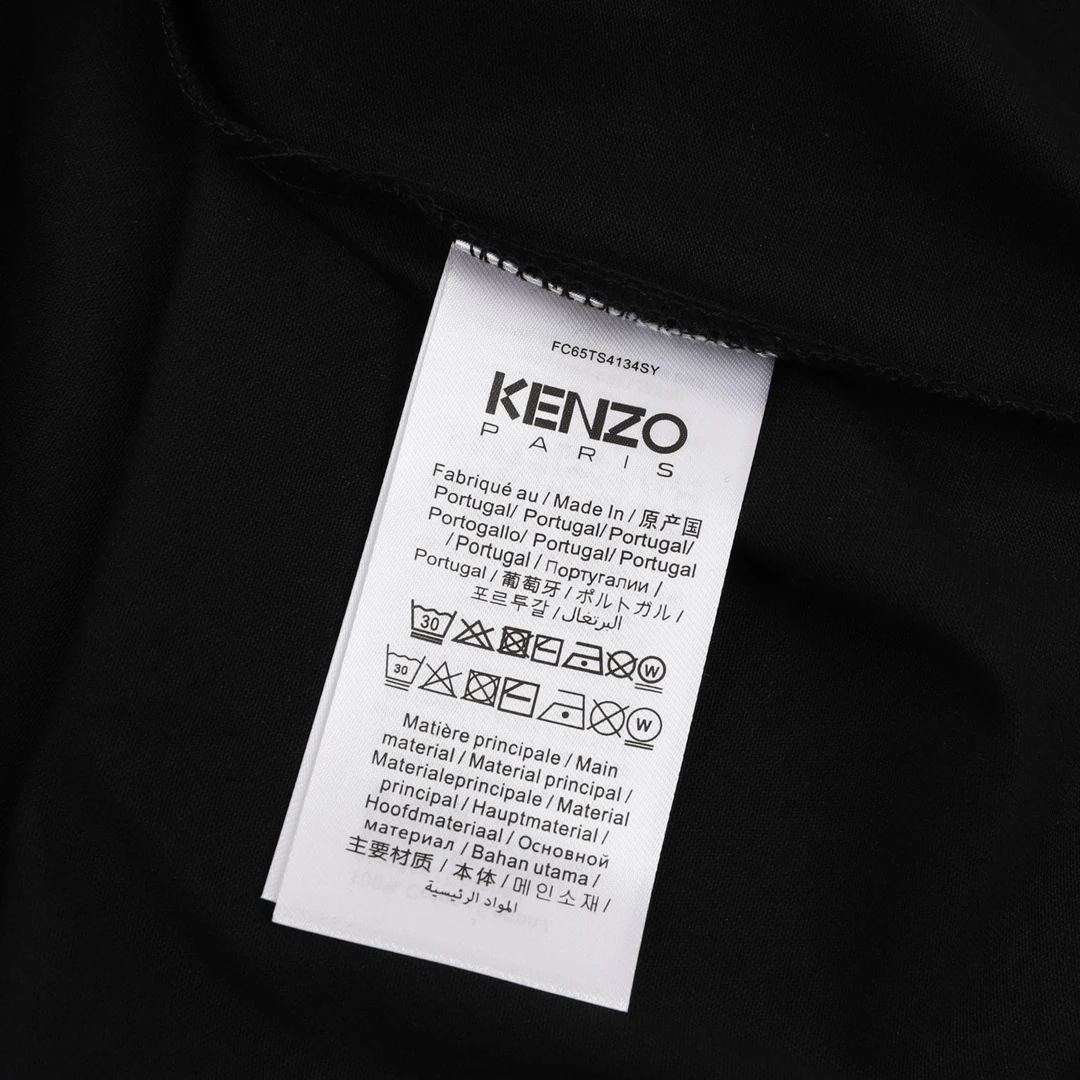 FC65TS4134SY
KENZO
PARIS
Fabriqué au / Made In / 原产国
Portugal/ Portugal/Portugal/
Portogallo/ Portugal/ Portugal
/ Portugal / Португалии /
Portugal / 葡萄牙 / ポルトガル /
포르투갈 / البرتغال
30 W
30 W
Matière principale / Main
material / Material principal /
Materialeprincipale / Material
principal / Hauptmaterial /
Hoofdmateriaal / Основной
материал / Bahan utama /
主要材质 / 本体 / 메인소재 /
المواد الرئيسية